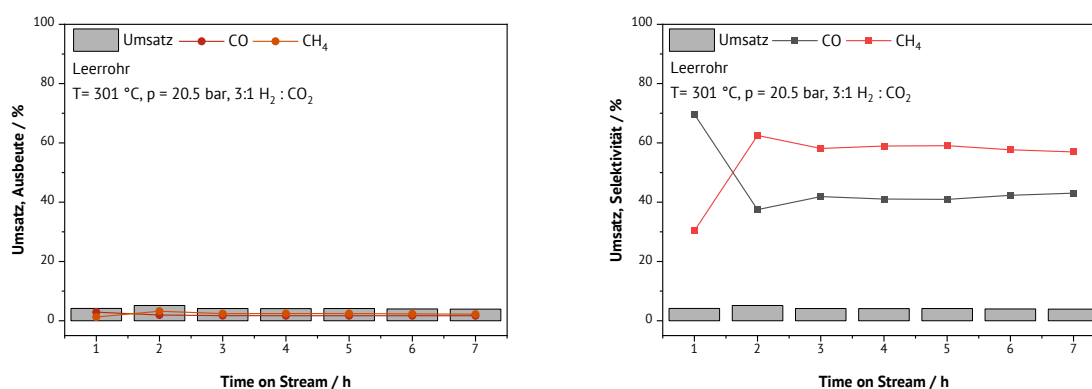 100
80
60
40
20
0
Umsatz, Ausbeute / %
Umsatz CO CH₄
Leerrohr
T= 301 °C, p = 20.5 bar, 3:1 H₂ : CO₂
1 2 3 4 5 6 7
Time on Stream / h
100
80
60
40
20
0
Umsatz, Selektivität / %
Umsatz CO CH₄
Leerrohr
T= 301 °C, p = 20.5 bar, 3:1 H₂ : CO₂
1 2 3 4 5 6 7
Time on Stream / h